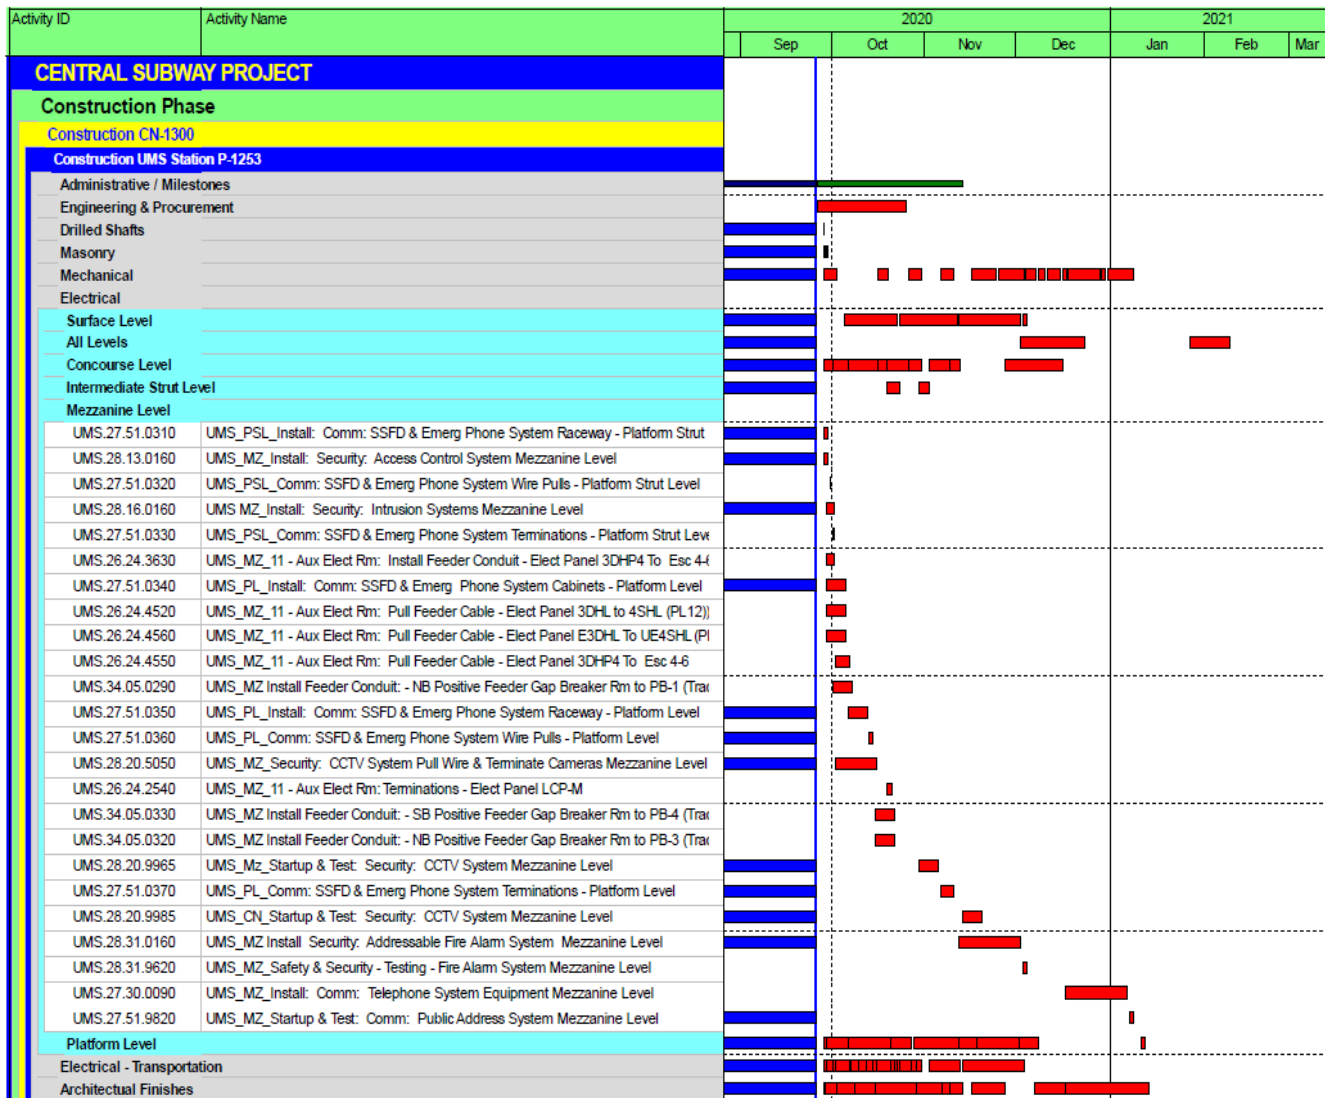 Activity ID Activity Name 2020 2021
Sep Oct Nov Dec Jan Feb Mar
CENTRAL SUBWAY PROJECT
Construction Phase
Construction CN-1300
Construction UMS Station P-1253
Administrative / Milestones
Engineering & Procurement
Drilled Shafts
Masonry
Mechanical
Electrical
Surface Level
All Levels
Concourse Level
Intermediate Strut Level
Mezzanine Level
UMS.27.51.0310 UMS_PSL_Install: Comm: SSFD & Emerg Phone System Raceway - Platform Strut
UMS.28.13.0160 UMS_MZ_Install: Security: Access Control System Mezzanine Level
UMS.27.51.0320 UMS_PSL_Comm: SSFD & Emerg Phone System Wire Pulls - Platform Strut Level
UMS.28.16.0160 UMS MZ_Install: Security: Intrusion Systems Mezzanine Level
UMS.27.51.0330 UMS_PSL_Comm: SSFD & Emerg Phone System Terminations - Platform Strut Leve
UMS.26.24.3630 UMS_MZ_11 - Aux Elect Rm: Install Feeder Conduit - Elect Panel 3DHP4 To Esc 4-6
UMS.27.51.0340 UMS_PL_Install: Comm: SSFD & Emerg Phone System Cabinets - Platform Level
UMS.26.24.4520 UMS_MZ_11 - Aux Elect Rm: Pull Feeder Cable - Elect Panel 3DHL to 4SHL (PL12))
UMS.26.24.4560 UMS_MZ_11 - Aux Elect Rm: Pull Feeder Cable - Elect Panel E3DHL To UE4SHL (Pl
UMS.26.24.4550 UMS_MZ_11 - Aux Elect Rm: Pull Feeder Cable - Elect Panel 3DHP4 To Esc 4-6
UMS.34.05.0290 UMS_MZ Install Feeder Conduit: - NB Positive Feeder Gap Breaker Rm to PB-1 (Trac
UMS.27.51.0350 UMS_PL_Install: Comm: SSFD & Emerg Phone System Raceway - Platform Level
UMS.27.51.0360 UMS_PL_Comm: SSFD & Emerg Phone System Wire Pulls - Platform Level
UMS.28.20.5050 UMS_MZ_Security: CCTV System Pull Wire & Terminate Cameras Mezzanine Level
UMS.26.24.2540 UMS_MZ_11 - Aux Elect Rm: Terminations - Elect Panel LCP-M
UMS.34.05.0330 UMS_MZ Install Feeder Conduit: - SB Positive Feeder Gap Breaker Rm to PB-4 (Trac
UMS.34.05.0320 UMS_MZ Install Feeder Conduit: - NB Positive Feeder Gap Breaker Rm to PB-3 (Trac
UMS.28.20.9965 UMS_Mz_Startup & Test: Security: CCTV System Mezzanine Level
UMS.27.51.0370 UMS_PL_Comm: SSFD & Emerg Phone System Terminations - Platform Level
UMS.28.20.9985 UMS_CN_Startup & Test: Security: CCTV System Mezzanine Level
UMS.28.31.0160 UMS_MZ Install Security: Addressable Fire Alarm System Mezzanine Level
UMS.28.31.9620 UMS_MZ_Safety & Security - Testing - Fire Alarm System Mezzanine Level
UMS.27.30.0090 UMS_MZ_Install: Comm: Telephone System Equipment Mezzanine Level
UMS.27.51.9820 UMS_MZ_Startup & Test: Comm: Public Address System Mezzanine Level
Platform Level
Electrical - Transportation
Architectual Finishes